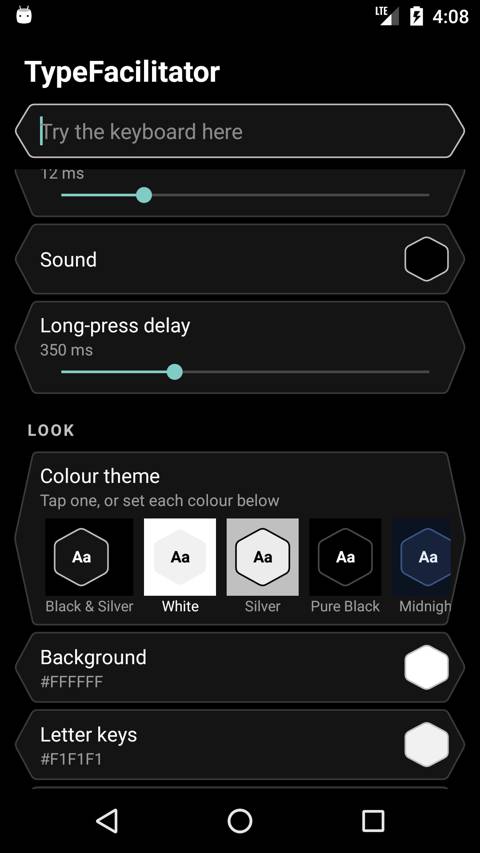 LTE 4:08
TypeFacilitator
Try the keyboard here
12 ms
Sound
Long-press delay
350 ms
LOOK
Colour theme
Tap one, or set each colour below
Aa Aa Aa Aa Aa
Black & Silver White Silver Pure Black Midnigh
Background
#FFFFFF
Letter keys
#F1F1F1